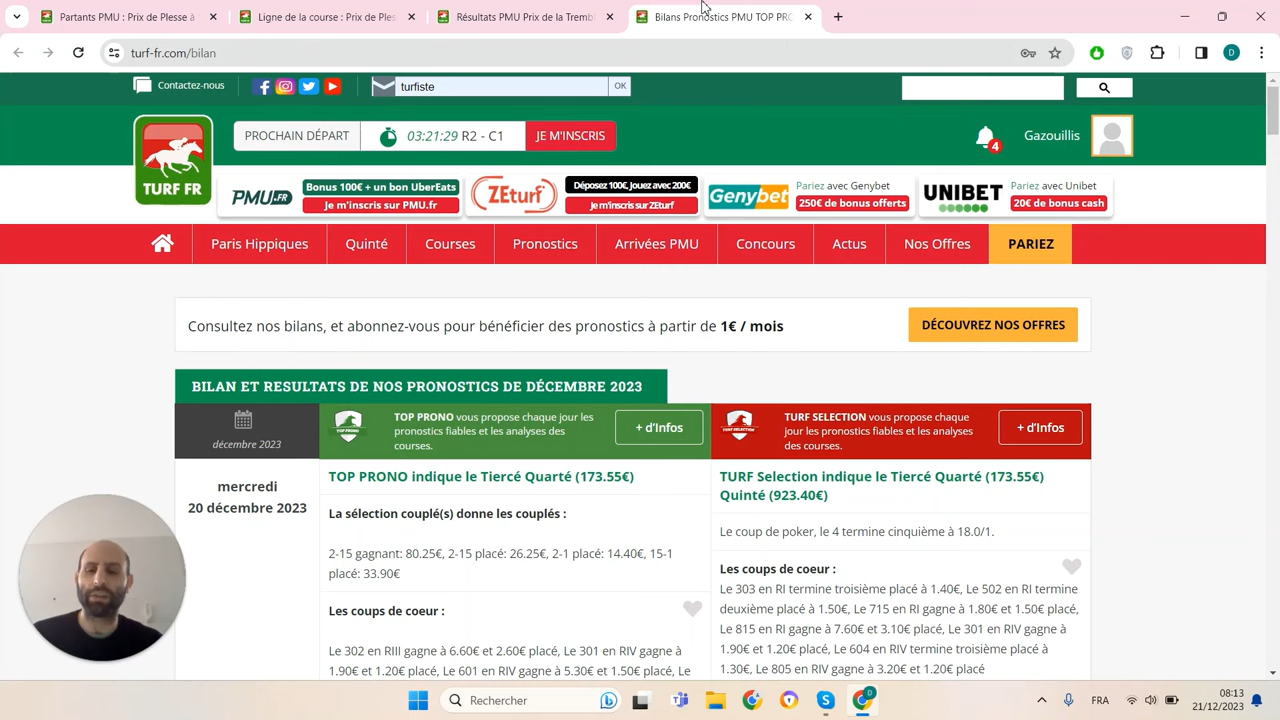 Partants PMU : Prix de Plesse à
Ligne de la course : Prix de Ples
Résultats PMU Prix de la Trembl
Bilans Pronostics PMU TOP PRO
turf-fr.com/bilan
D
Contactez-nous
turfiste
OK
TURF FR
PROCHAIN DÉPART
03:21:29 R2 - C1
JE M'INSCRIS
4
Gazouillis
PMU.FR
Bonus 100€ + un bon UberEats
Je m'inscris sur PMU.fr
ZEturf
Déposez 100€, Jouez avec 200€
Je m'inscris sur ZEturf
Genybet
Pariez avec Genybet
250€ de bonus offerts
UNIBET
Pariez avec Unibet
20€ de bonus cash
Paris Hippiques
Quinté
Courses
Pronostics
Arrivées PMU
Concours
Actus
Nos Offres
PARIEZ
Consultez nos bilans, et abonnez-vous pour bénéficier des pronostics à partir de 1€ / mois
DÉCOUVREZ NOS OFFRES
BILAN ET RESULTATS DE NOS PRONOSTICS DE DÉCEMBRE 2023
décembre 2023
TOP PRONO
TOP PRONO vous propose chaque jour les
pronostics fiables et les analyses des
courses.
+ d'Infos
TURF SELECTION
TURF SELECTION vous propose chaque
jour les pronostics fiables et les analyses
des courses.
+ d'Infos
mercredi
20 décembre 2023
TOP PRONO indique le Tiercé Quarté (173.55€)
La sélection couplé(s) donne les couplés :
2-15 gagnant: 80.25€, 2-15 placé: 26.25€, 2-1 placé: 14.40€, 15-1
placé: 33.90€
Les coups de coeur :
Le 302 en RIII gagne à 6.60€ et 2.60€ placé, Le 301 en RIV gagne à
1.90€ et 1.20€ placé, Le 601 en RIV gagne à 5.30€ et 1.50€ placé, Le
TURF Selection indique le Tiercé Quarté (173.55€)
Quinté (923.40€)
Le coup de poker, le 4 termine cinquième à 18.0/1.
Les coups de coeur :
Le 303 en RI termine troisième placé à 1.40€, Le 502 en RI termine
deuxième placé à 1.50€, Le 715 en RI gagne à 1.80€ et 1.50€ placé,
Le 815 en RI gagne à 7.60€ et 3.10€ placé, Le 301 en RIV gagne à
1.90€ et 1.20€ placé, Le 604 en RIV termine troisième placé à
1.30€, Le 805 en RIV gagne à 3.20€ et 1.20€ placé
Rechercher
FRA
08:13
21/12/2023